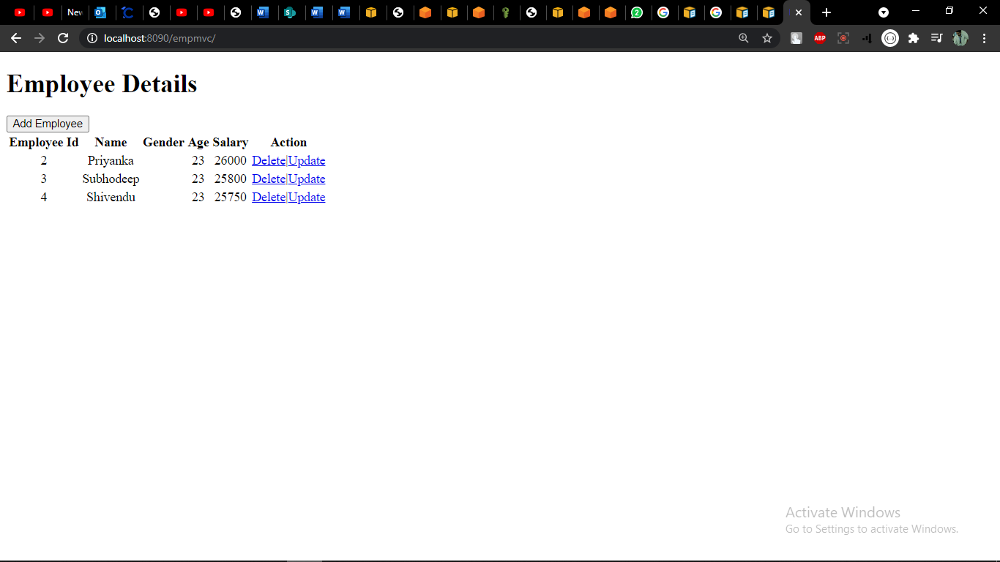 New
localhost:8090/empmvc/
ABP
Employee Details
Add Employee
Employee Id Name Gender Age Salary Action
2 Priyanka 23 26000 Delete|Update
3 Subhodeep 23 25800 Delete|Update
4 Shivendu 23 25750 Delete|Update
Activate Windows
Go to Settings to activate Windows.